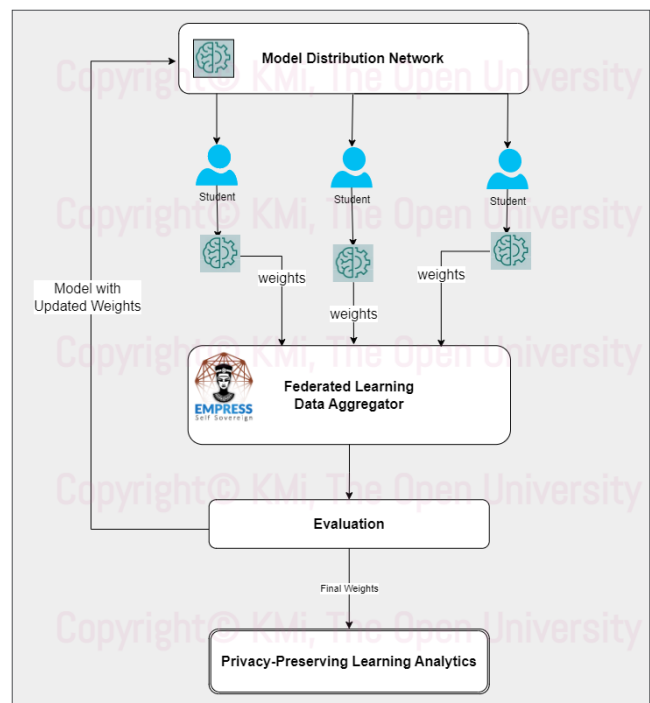 Model Distribution Network
Copyright© KMi, The Open University
Student
Student
Student
Copyright© KMi, The Open University
weights
weights
weights
Model with
Updated Weights
Copyright© KMi, The Open University
Federated Learning
Data Aggregator
EMPRESS
Self Sovereign
Copyright© KMi, The Open University
Evaluation
Final Weights
Copyright© KMi, The Open University
Privacy-Preserving Learning Analytics